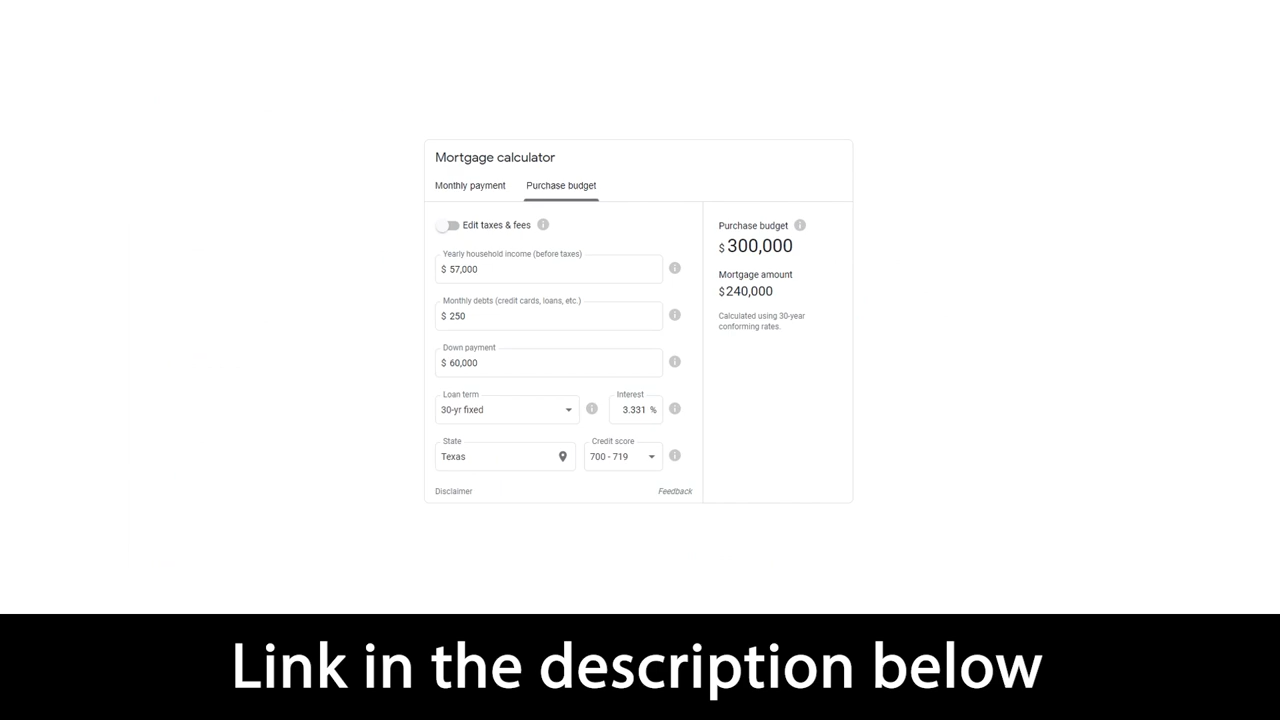 Mortgage calculator
Monthly payment Purchase budget
Edit taxes & fees
Yearly household income (before taxes)
$ 57,000
Monthly debts (credit cards, loans, etc.)
$ 250
Down payment
$ 60,000
Loan term Interest
30-yr fixed 3.331 %
State Credit score
Texas 700 - 719
Disclaimer Feedback
Purchase budget
$ 300,000
Mortgage amount
$240,000
Calculated using 30-year
conforming rates.
Link in the description below